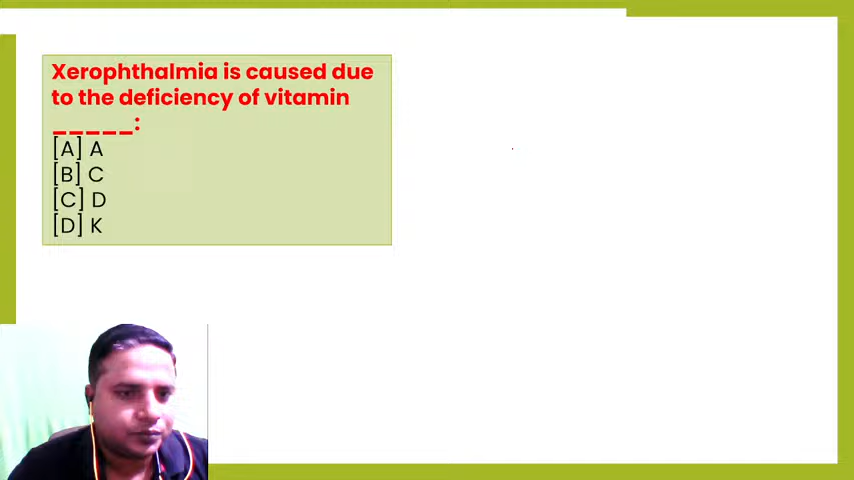 Xerophthalmia is caused due
to the deficiency of vitamin
_____:
[A] A
[B] C
[C] D
[D] K